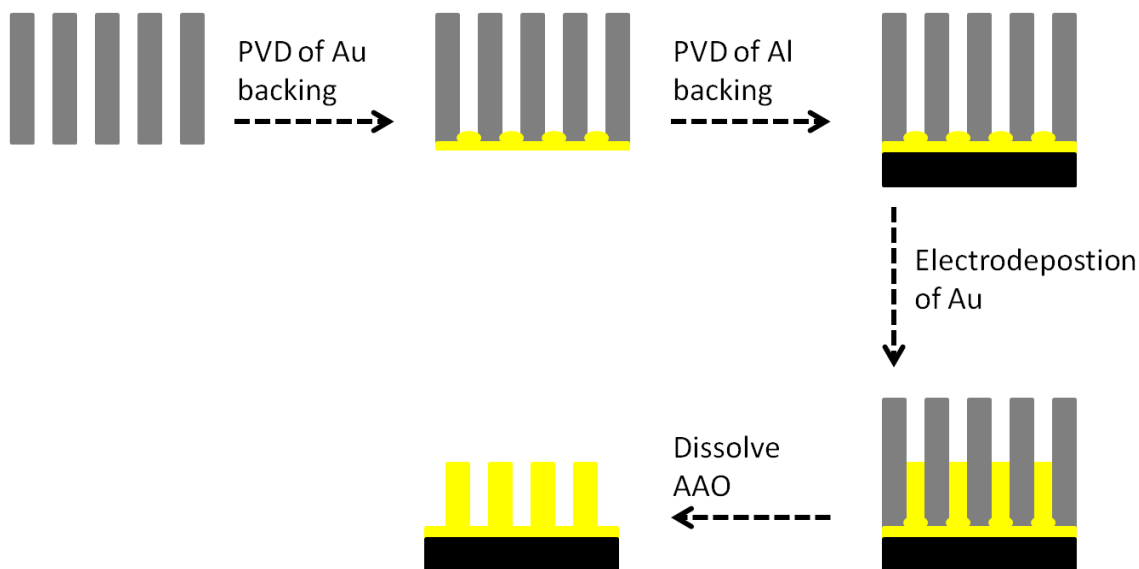 PVD of Au
backing
PVD of Al
backing
Electrodepostion
of Au
Dissolve
AAO